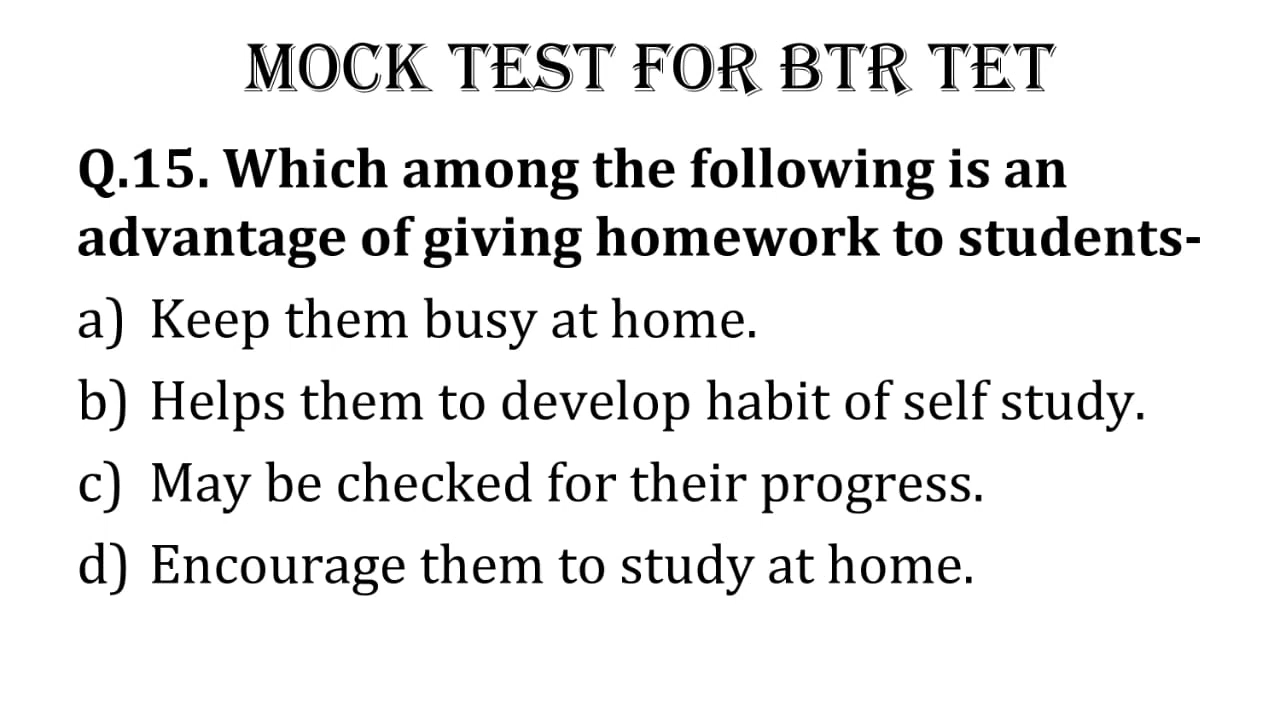 MOCK TEST FOR BTR TET
Q.15. Which among the following is an
advantage of giving homework to students-
a) Keep them busy at home.
b) Helps them to develop habit of self study.
c) May be checked for their progress.
d) Encourage them to study at home.